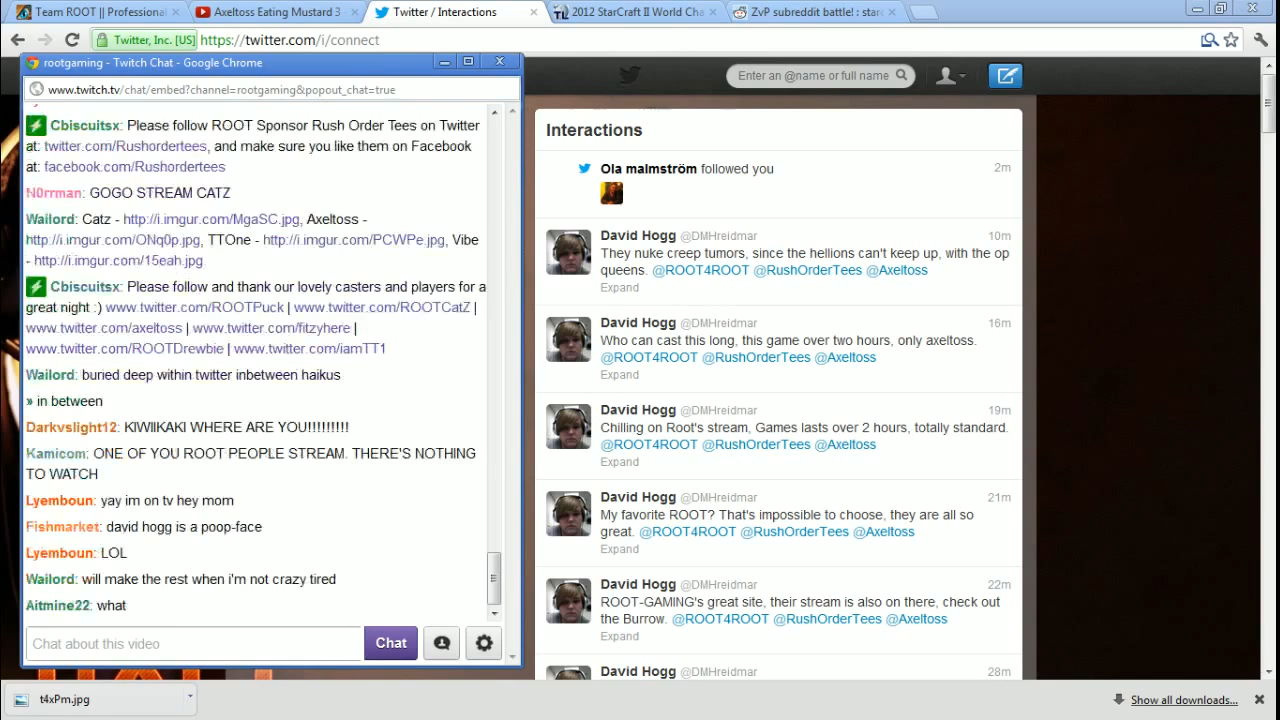 Team ROOT || Professional
Axeltoss Eating Mustard 3 -
Twitter / Interactions
2012 StarCraft II World Cha
ZvP subreddit battle! : starc
Twitter, Inc. [US]
https://twitter.com/i/connect
rootgaming - Twitch Chat - Google Chrome
www.twitch.tv/chat/embed?channel=rootgaming&popout_chat=true
Cbiscuitsx: Please follow ROOT Sponsor Rush Order Tees on Twitter
at: twitter.com/Rushordertees, and make sure you like them on Facebook
at: facebook.com/Rushordertees
N0rrman: GOGO STREAM CATZ
Wailord: Catz - http://i.imgur.com/MgaSC.jpg, Axeltoss -
http://i.imgur.com/ONq0p.jpg, TTOne - http://i.imgur.com/PCWPe.jpg, Vibe
- http://i.imgur.com/15eah.jpg
Cbiscuitsx: Please follow and thank our lovely casters and players for a
great night :) www.twitter.com/ROOTPuck | www.twitter.com/ROOTCatZ |
www.twitter.com/axeltoss | www.twitter.com/fitzyhere |
www.twitter.com/ROOTDrewbie | www.twitter.com/iamTT1
Wailord: buried deep within twitter inbetween haikus
» in between
Darkvslight12: KIWIIKAKI WHERE ARE YOU!!!!!!!!!
Kamicom: ONE OF YOU ROOT PEOPLE STREAM. THERE'S NOTHING
TO WATCH
Lyemboun: yay im on tv hey mom
Fishmarket: david hogg is a poop-face
Lyemboun: LOL
Wailord: will make the rest when i'm not crazy tired
Aitmine22: what
Chat about this video
Chat
Enter an @name or full name
Interactions
Ola malmström followed you 2m
David Hogg @DMHreidmar 10m
They nuke creep tumors, since the hellions can't keep up, with the op
queens. @ROOT4ROOT @RushOrderTees @Axeltoss
Expand
David Hogg @DMHreidmar 16m
Who can cast this long, this game over two hours, only axeltoss.
@ROOT4ROOT @RushOrderTees @Axeltoss
Expand
David Hogg @DMHreidmar 19m
Chilling on Root's stream, Games lasts over 2 hours, totally standard.
@ROOT4ROOT @RushOrderTees @Axeltoss
Expand
David Hogg @DMHreidmar 21m
My favorite ROOT? That's impossible to choose, they are all so
great. @ROOT4ROOT @RushOrderTees @Axeltoss
Expand
David Hogg @DMHreidmar 22m
ROOT-GAMING's great site, their stream is also on there, check out
the Burrow. @ROOT4ROOT @RushOrderTees @Axeltoss
Expand
David Hogg @DMHreidmar 28m
t4xPm.jpg
Show all downloads...